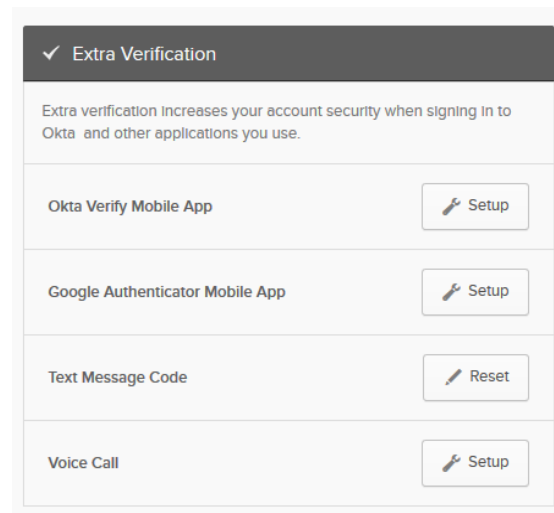 Extra Verification
Extra verification increases your account security when signing in to
Okta and other applications you use.
Okta Verify Mobile App
Setup
Google Authenticator Mobile App
Setup
Text Message Code
Reset
Voice Call
Setup